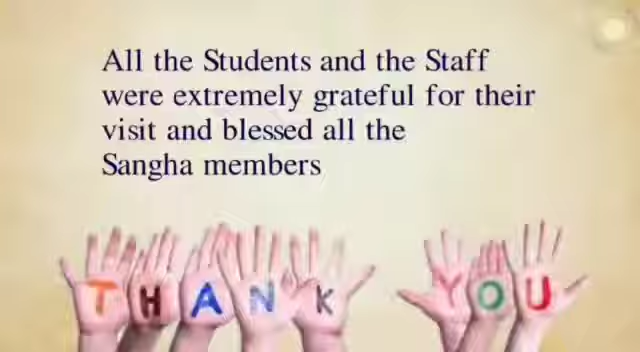 All the Students and the Staff
were extremely grateful for their
visit and blessed all the
Sangha members
THANK YOU